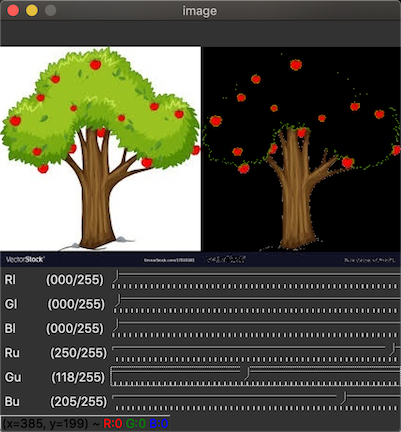 image
VectorStock®
Rl (000/255)
Gl (000/255)
Bl (000/255)
Ru (250/255)
Gu (118/255)
Bu (205/255)
(x=385, y=199) ~ R:0 G:0 B:0